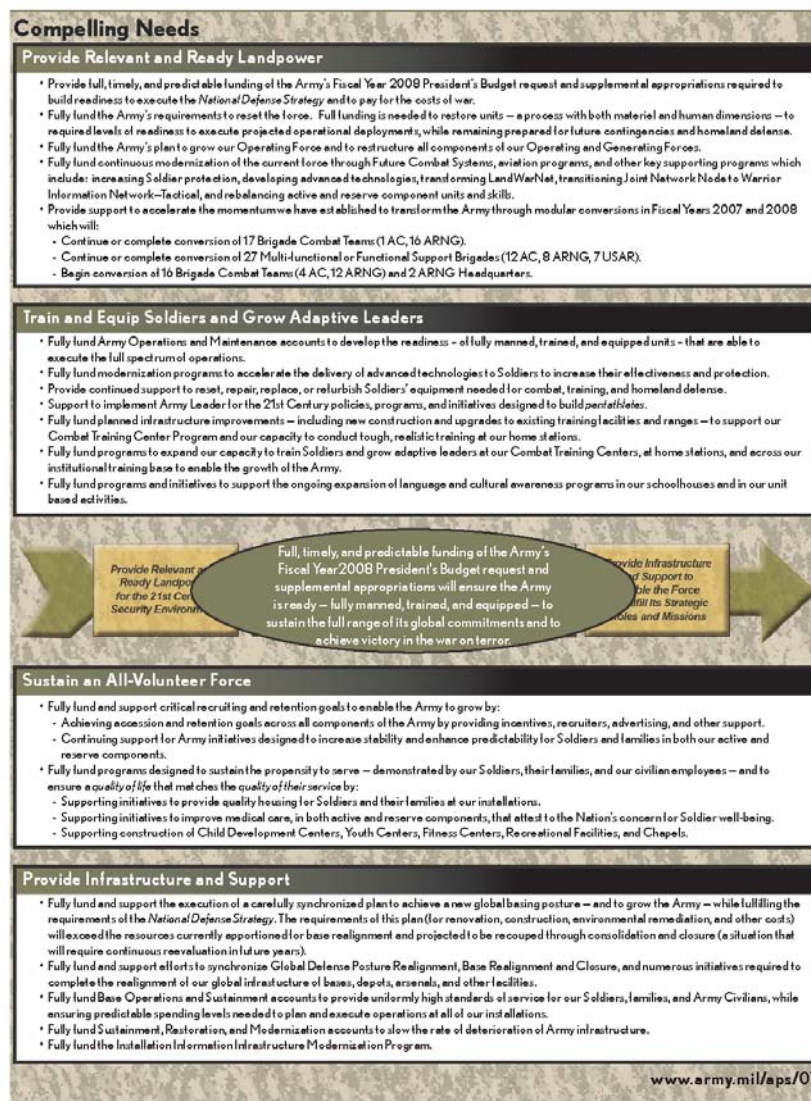 Compelling Needs
Provide Relevant and Ready Landpower
• Provide full, timely, and predictable funding of the Army's Fiscal Year 2008 President's Budget request and supplemental appropriations required to
build readiness to execute the National Defense Strategy and to pay for the costs of war.
• Fully fund the Army's requirements to reset the force. Full funding is needed to restore units – a process with both materiel and human dimensions – to
required levels of readiness to execute projected operational deployments, while remaining prepared for future contingencies and homeland defense.
• Fully fund the Army's plan to grow our Operating Force and to restructure all components of our Operating and Generating Forces.
• Fully fund continuous modernization of the current force through Future Combat Systems, aviation programs, and other key supporting programs which
include: increasing Soldier protection, developing advanced technologies, transforming LandWarNet, transitioning Joint Network Node to Warrior
Information Network–Tactical, and rebalancing active and reserve component units and skills.
• Provide support to accelerate the momentum we have established to transform the Army through modular conversions in Fiscal Years 2007 and 2008
which will:
- Continue or complete conversion of 17 Brigade Combat Teams (1 AC, 16 ARNG).
- Continue or complete conversion of 27 Multi-functional or Functional Support Brigades (12 AC, 8 ARNG, 7 USAR).
- Begin conversion of 16 Brigade Combat Teams (4 AC, 12 ARNG) and 2 ARNG Headquarters.
Train and Equip Soldiers and Grow Adaptive Leaders
• Fully fund Army Operations and Maintenance accounts to develop the readiness – of fully manned, trained, and equipped units – that are able to
execute the full spectrum of operations.
• Fully fund modernization programs to accelerate the delivery of advanced technologies to Soldiers to increase their effectiveness and protection.
• Provide continued support to reset, repair, replace, or refurbish Soldiers' equipment needed for combat, training, and homeland defense.
• Support to implement Army Leader for the 21st Century policies, programs, and initiatives designed to build pentathletes.
• Fully fund planned infrastructure improvements – including new construction and upgrades to existing training facilities and ranges – to support our
Combat Training Center Program and our capacity to conduct tough, realistic training at our home stations.
• Fully fund programs to expand our capacity to train Soldiers and grow adaptive leaders at our Combat Training Centers, at home stations, and across our
institutional training base to enable the growth of the Army.
• Fully fund programs and initiatives to support the ongoing expansion of language and cultural awareness programs in our schoolhouses and in our unit
based activities.
Provide Relevant a
Ready Landpo
for the 21st Cen
Security Environm
Full, timely, and predictable funding of the Army's
Fiscal Year 2008 President's Budget request and
supplemental appropriations will ensure the Army
is ready – fully manned, trained, and equipped – to
sustain the full range of its global commitments and to
achieve victory in the war on terror.
ovide Infrastructure
d Support to
ble the Force
lfill Its Strategic
oles and Missions
Sustain an All-Volunteer Force
• Fully fund and support critical recruiting and retention goals to enable the Army to grow by:
- Achieving accession and retention goals across all components of the Army by providing incentives, recruiters, advertising, and other support.
- Continuing support for Army initiatives designed to increase stability and enhance predictability for Soldiers and families in both our active and
reserve components.
• Fully fund programs designed to sustain the propensity to serve – demonstrated by our Soldiers, their families, and our civilian employees – and to
ensure a quality of life that matches the quality of their service by:
- Supporting initiatives to provide quality housing for Soldiers and their families at our installations.
- Supporting initiatives to improve medical care, in both active and reserve components, that attest to the Nation's concern for Soldier well-being.
- Supporting construction of Child Development Centers, Youth Centers, Fitness Centers, Recreational Facilities, and Chapels.
Provide Infrastructure and Support
• Fully fund and support the execution of a carefully synchronized plan to achieve a new global basing posture – and to grow the Army – while fulfilling the
requirements of the National Defense Strategy. The requirements of this plan (for renovation, construction, environmental remediation, and other costs)
will exceed the resources currently apportioned for base realignment and projected to be recouped through consolidation and closure (a situation that
will require continuous reevaluation in future years).
• Fully fund and support efforts to synchronize Global Defense Posture Realignment, Base Realignment and Closure, and numerous initiatives required to
complete the realignment of our global infrastucture of bases, depots, arsenals, and other facilities.
• Fully fund Base Operations and Sustainment accounts to provide uniformly high standards of service for our Soldiers, families, and Army Civilians, while
ensuring predictable spending levels needed to plan and execute operations at all of our installations.
• Fully fund Sustainment, Restoration, and Modernization accounts to slow the rate of deterioration of Army infrastructure.
• Fully fund the Installation Information Infrastructure Modernization Program.
www.army.mil/aps/0